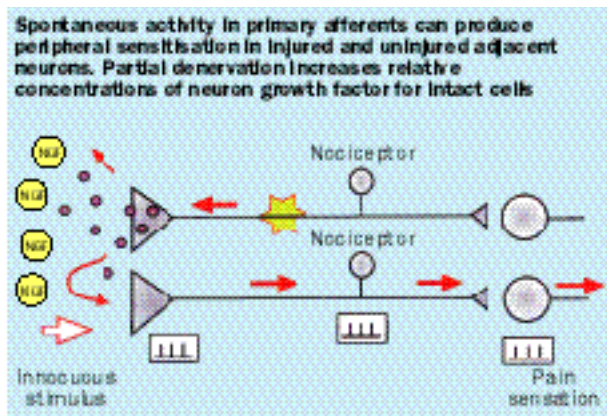 Spontaneous activity in primary afferents can produce
peripheral sensitisation in injured and uninjured adjacent
neurons. Partial denervation increases relative
concentrations of neuron growth factor for intact cells
Nociceptor
NGF
NGF
Nociceptor
NGF
NGF
Innocuous
stimulus
Pain
sensation